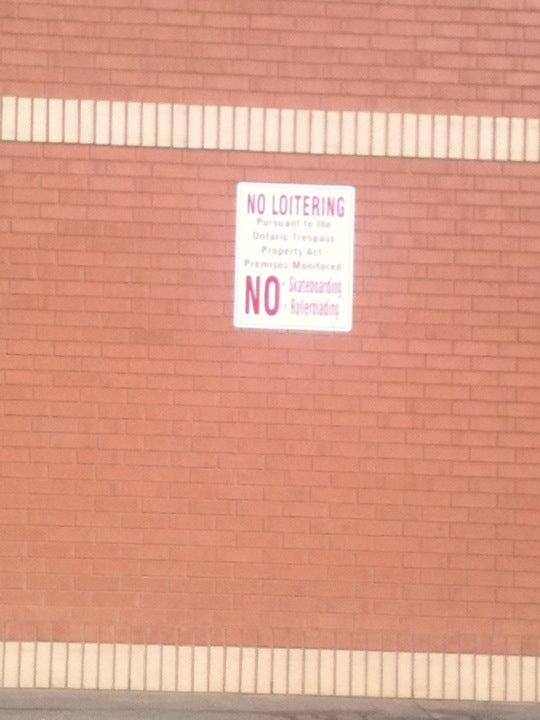 NO LOITERING
Pursuant to the
Ontario Trespass
Property Act
Premises Monitored
NO · Skateboarding
· Rollerblading